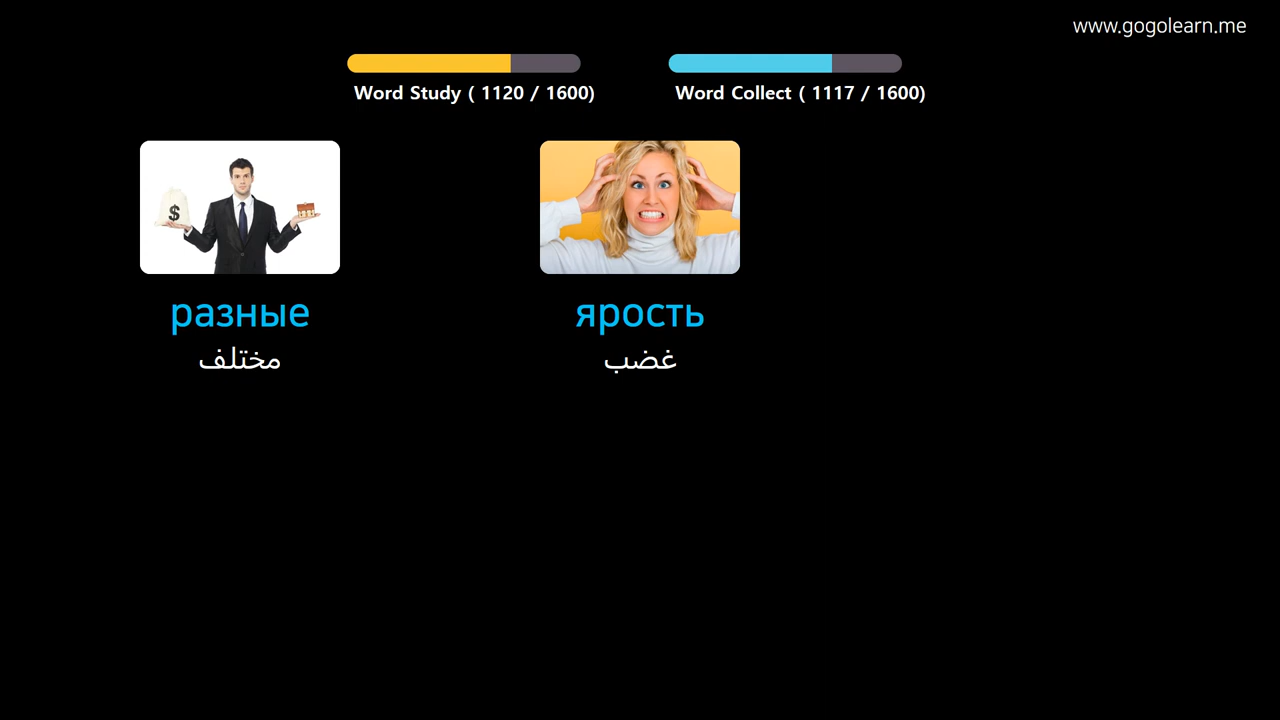 www.gogolearn.me
Word Study ( 1120 / 1600)
Word Collect ( 1117 / 1600)
$
разные
مختلف
ярость
غضب